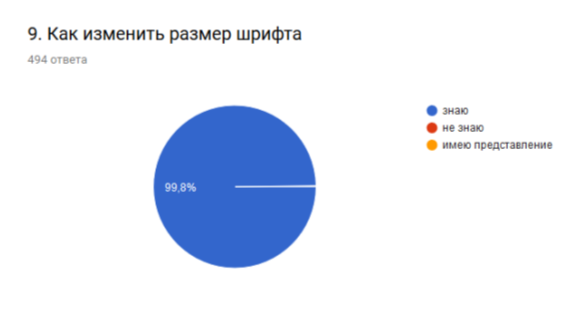 9. Как изменить размер шрифта
494 ответа
99,8%
знаю
не знаю
имею представление